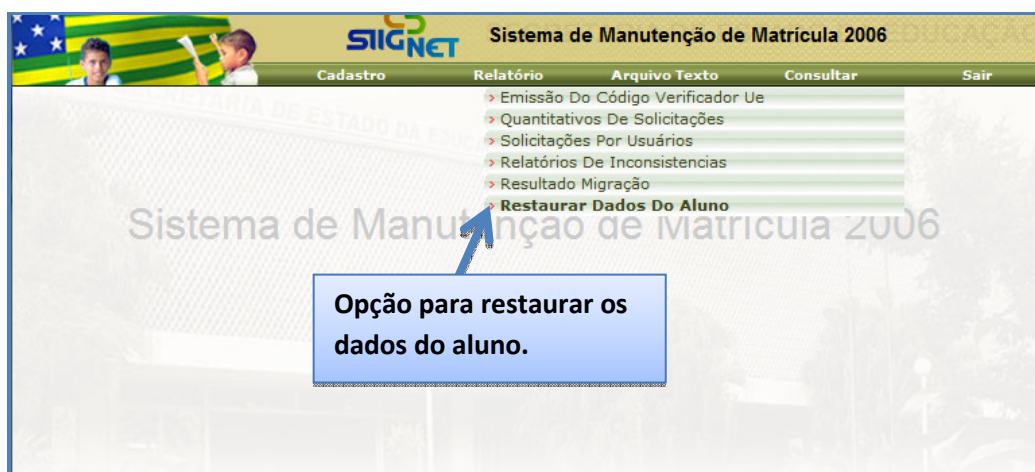 SIIGNET
Sistema de Manutenção de Matrícula 2006
Cadastro Relatório Arquivo Texto Consultar Sair
Emissão Do Código Verificador Ue
Quantitativos De Solicitações
Solicitações Por Usuários
Relatórios De Inconsistencias
Resultado Migração
Restaurar Dados Do Aluno
Sistema de Manutenção de Matrícula 2006
Opção para restaurar os
dados do aluno.